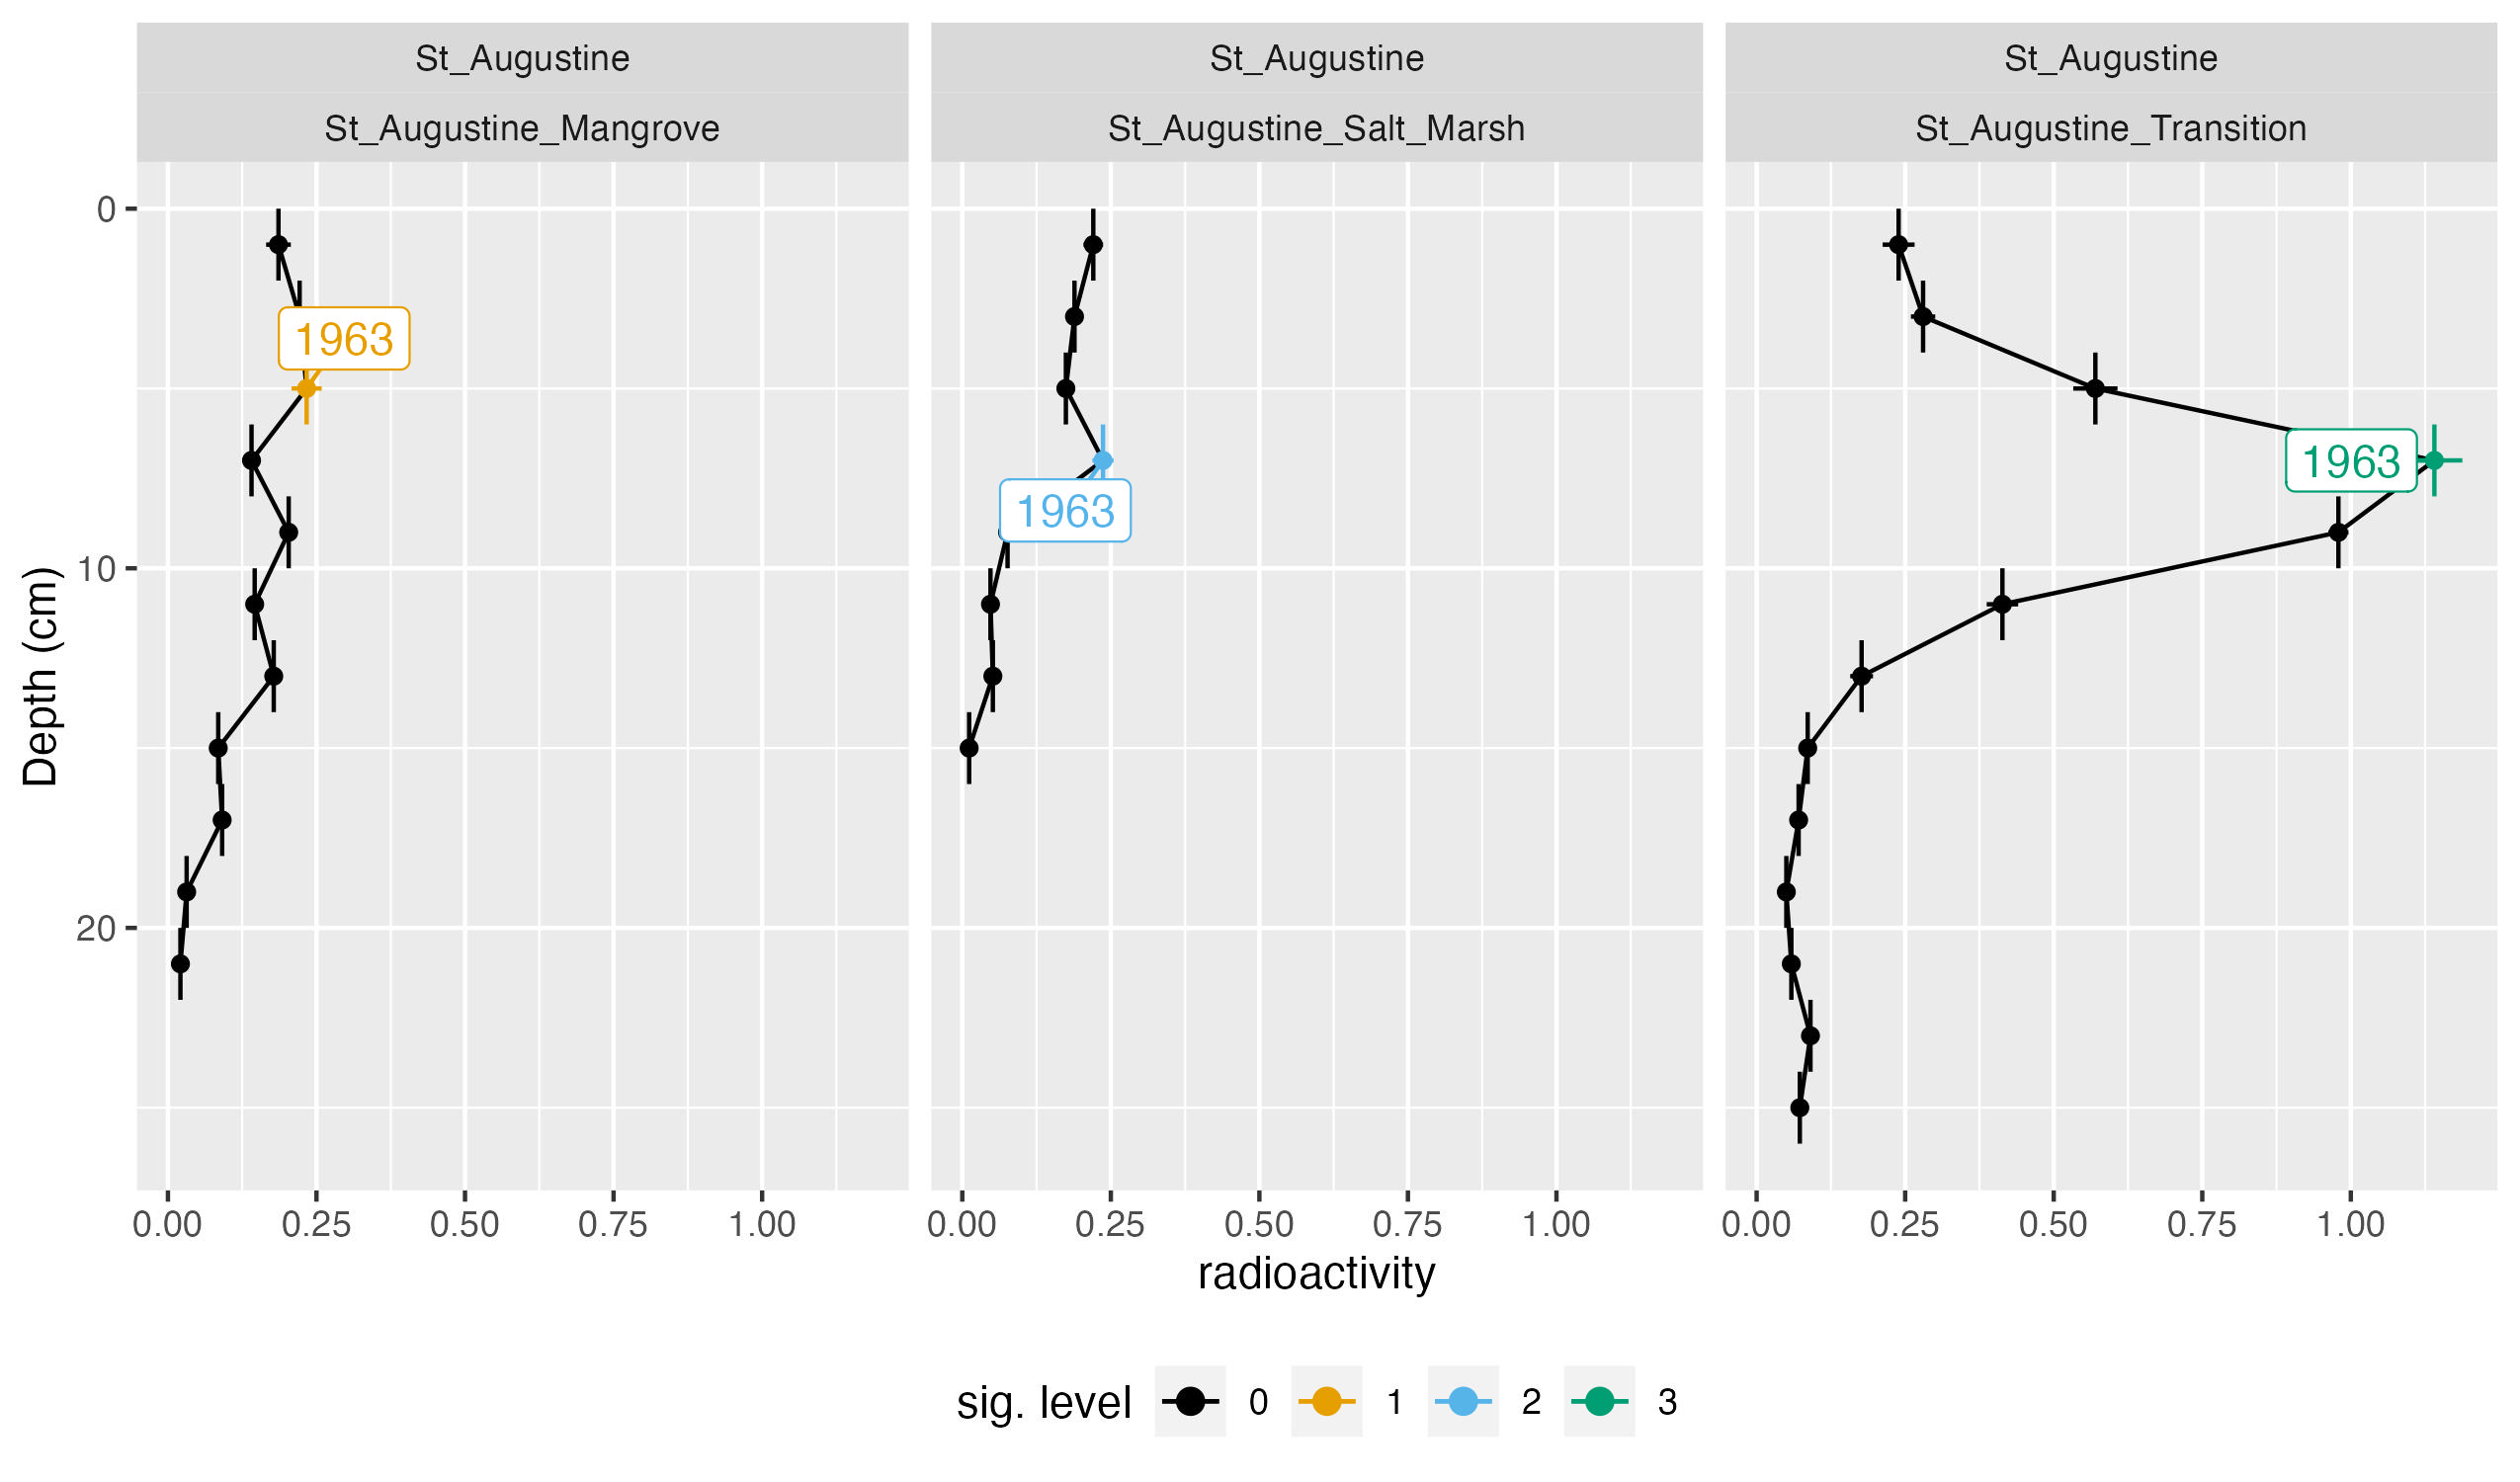 St_Augustine St_Augustine St_Augustine
St_Augustine_Mangrove St_Augustine_Salt_Marsh St_Augustine_Transition
0
10
20
Depth (cm)
1963
1963
1963
0.00 0.25 0.50 0.75 1.00 0.00 0.25 0.50 0.75 1.00 0.00 0.25 0.50 0.75 1.00
radioactivity
sig. level 0 1 2 3